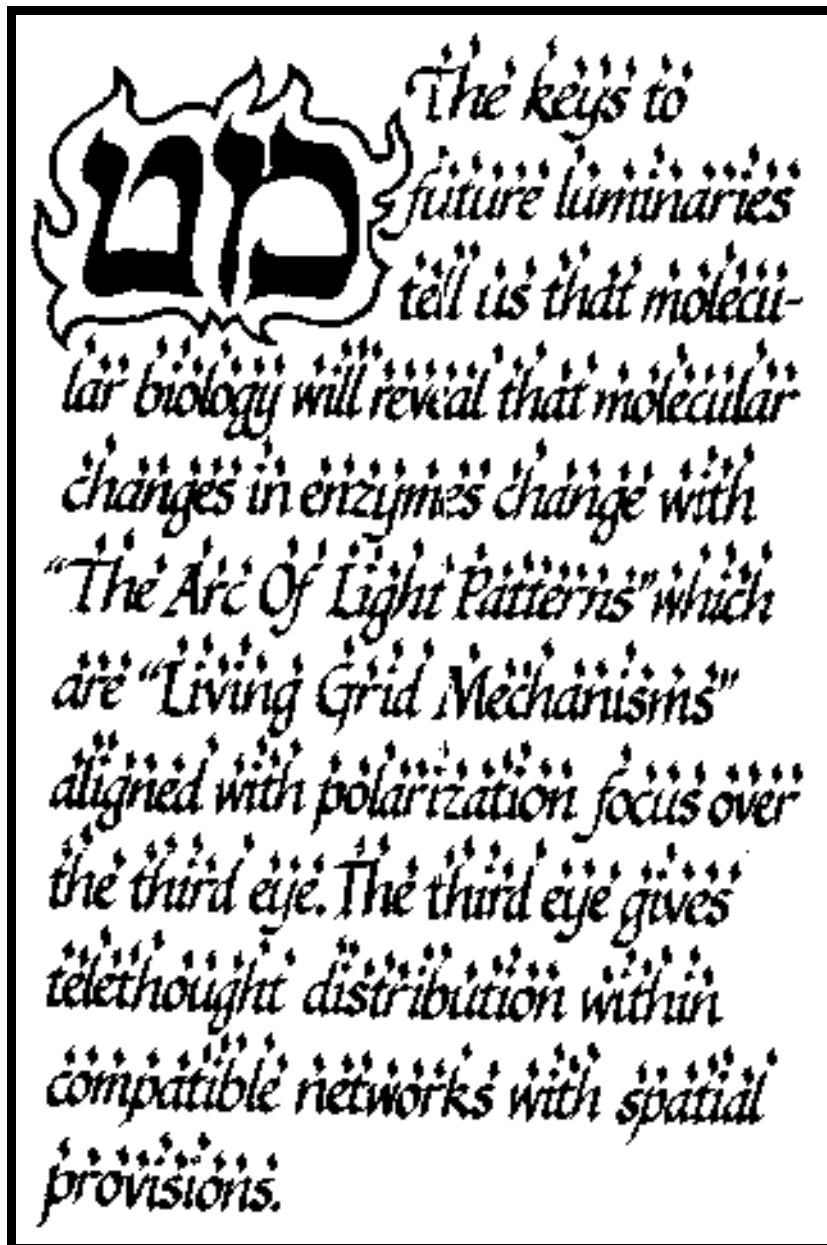 מט
The keys to
future luminaries
tell us that molecu-
lar biology will reveal that molecular
changes in enzymes change with
"The Arc Of Light Patterns" which
are "Living Grid Mechanisms"
aligned with polarization focus over
the third eye. The third eye gives
telethought distribution within
compatible networks with spatial
provisions.